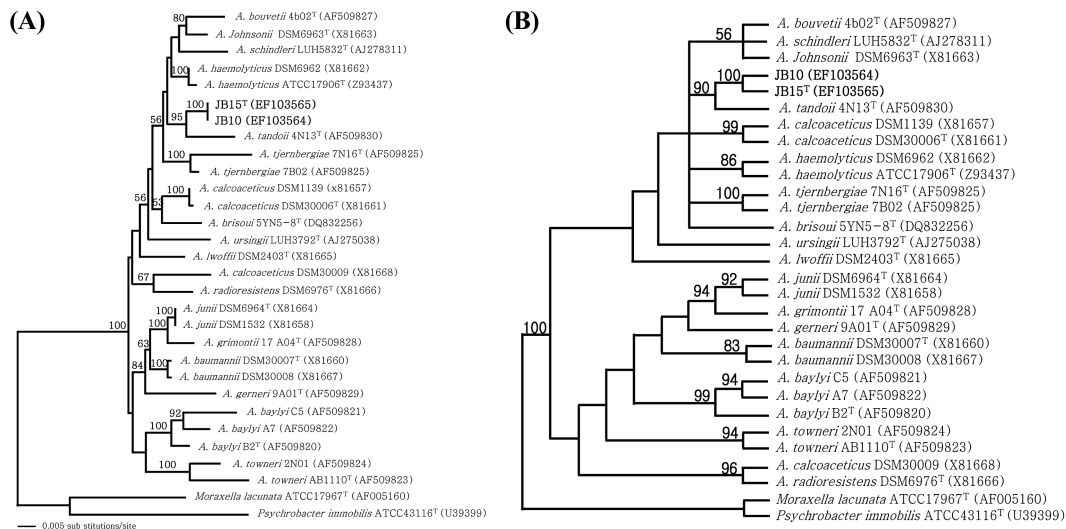 (A)
80
A. bouvetii 4b02T (AF509827)
A. Johnsonii DSM6963T (X81663)
A. schindleri LUH5832T (AJ278311)
100
A. haemolyticus DSM6962 (X81662)
A. haemolyticus ATCC17906T (Z93437)
100
JB15T (EF103565)
JB10 (EF103564)
56
95
A. tandoii 4N13T (AF509830)
100
A. tjernbergiae 7N16T (AF509825)
A. tjernbergiae 7B02 (AF509825)
100
A. calcoaceticus DSM1139 (x81657)
56
53
A. calcoaceticus DSM30006T (X81661)
A. brisoui 5YN5-8T (DQ832256)
A. ursingii LUH3792T (AJ275038)
A. lwoffii DSM2403T (X81665)
67
A. calcoaceticus DSM30009 (X81668)
A. radioresistens DSM6976T (X81666)
A. junii DSM6964T (X81664)
100
100
A. junii DSM1532 (X81658)
63
A. grimontii 17 A04T (AF509828)
84
100
A. baumannii DSM30007T (X81660)
A. baumannii DSM30008 (X81667)
A. gerneri 9A01T (AF509829)
92
A. baylyi C5 (AF509821)
100
A. baylyi A7 (AF509822)
A. baylyi B2T (AF509820)
100
A. towneri 2N01 (AF509824)
A. towneri AB1110T (AF509823)
Moraxella lacunata ATCC17967T (AF005160)
Psychrobacter immobilis ATCC43116T (U39399)
0.005 sub stitutions/site
(B)
A. bouvetii 4b02T (AF509827)
56
A. schindleri LUH5832T (AJ278311)
A. Johnsonii DSM6963T (X81663)
100
JB10 (EF103564)
90
JB15T (EF103565)
A. tandoii 4N13T (AF509830)
99
A. calcoaceticus DSM1139 (X81657)
A. calcoaceticus DSM30006T (X81661)
86
A. haemolyticus DSM6962 (X81662)
A. haemolyticus ATCC17906T (Z93437)
100
A. tjernbergiae 7N16T (AF509825)
A. tjernbergiae 7B02 (AF509825)
A. brisoui 5YN5-8T (DQ832256)
A. ursingii LUH3792T (AJ275038)
A. lwoffii DSM2403T (X81665)
92
A. junii DSM6964T (X81664)
94
A. junii DSM1532 (X81658)
A. grimontii 17 A04T (AF509828)
100
A. gerneri 9A01T (AF509829)
83
A. baumannii DSM30007T (X81660)
A. baumannii DSM30008 (X81667)
94
A. baylyi C5 (AF509821)
99
A. baylyi A7 (AF509822)
A. baylyi B2T (AF509820)
94
A. towneri 2N01 (AF509824)
A. towneri AB1110T (AF509823)
96
A. calcoaceticus DSM30009 (X81668)
A. radioresistens DSM6976T (X81666)
Moraxella lacunata ATCC17967T (AF005160)
Psychrobacter immobilis ATCC43116T (U39399)